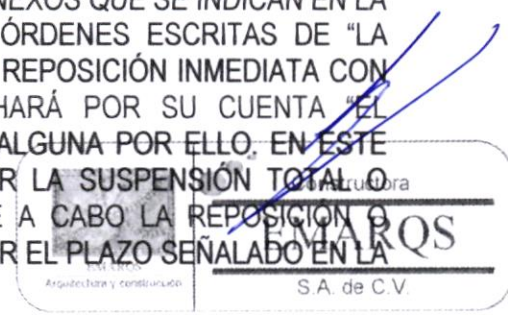 NEXOS QUE SE INDICAN EN LA
ÓRDENES ESCRITAS DE “LA
REPOSICIÓN INMEDIATA CON
HARÁ POR SU CUENTA “EL
ALGUNA POR ELLO. EN ESTE
R LA SUSPENSIÓN TOTAL O
E A CABO LA REPOSICIÓN O
R EL PLAZO SEÑALADO EN LA
Constructora
EMARQS
S.A. de C.V.
EMARQS
Arquitectura y construcción